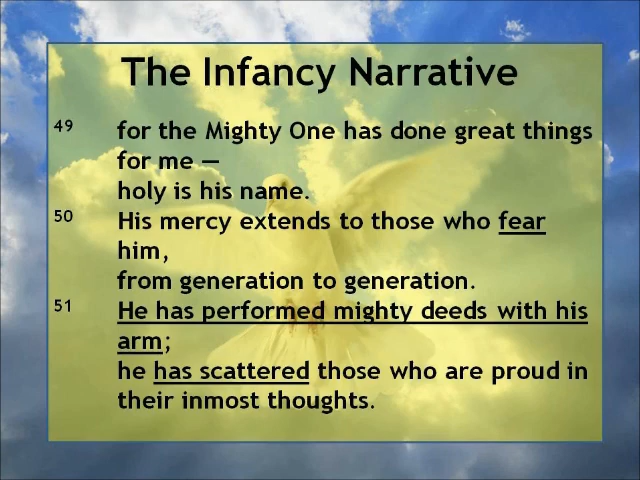 The Infancy Narrative
49 for the Mighty One has done great things
for me —
holy is his name.
50 His mercy extends to those who fear
him,
from generation to generation.
51 He has performed mighty deeds with his
arm;
he has scattered those who are proud in
their inmost thoughts.